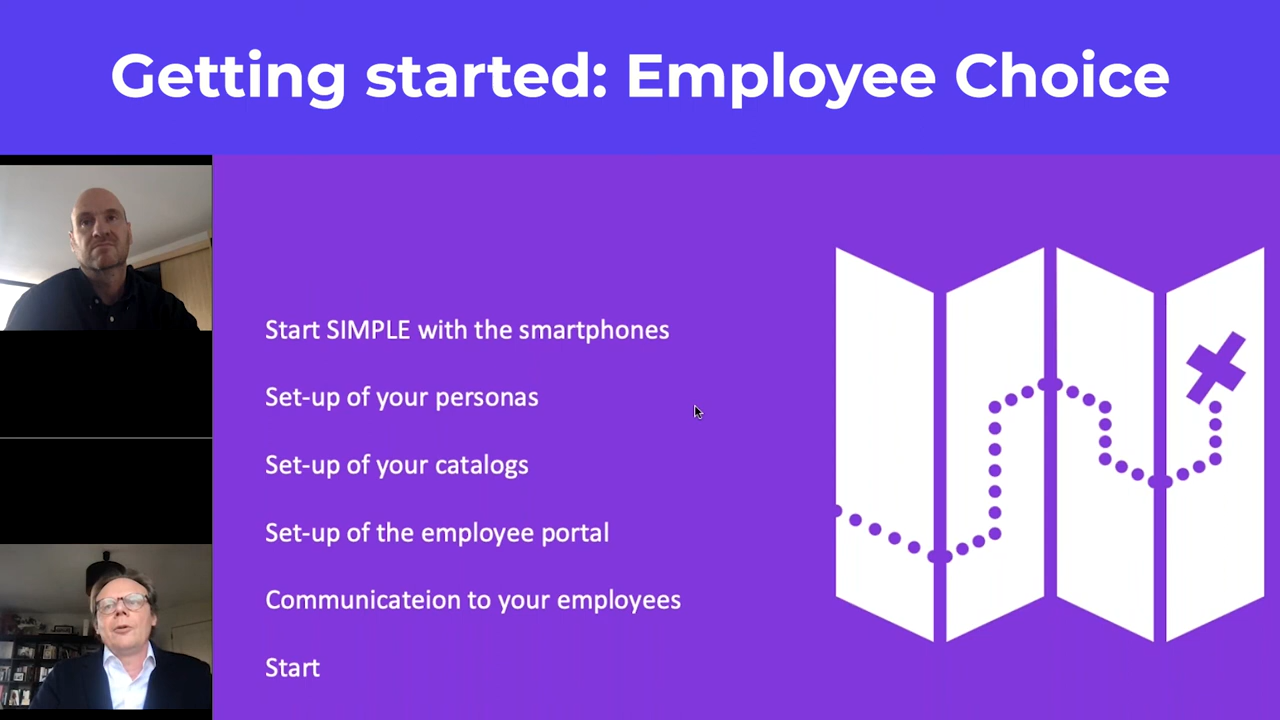 Getting started: Employee Choice
Start SIMPLE with the smartphones
Set-up of your personas
Set-up of your catalogs
Set-up of the employee portal
Communicateion to your employees
Start